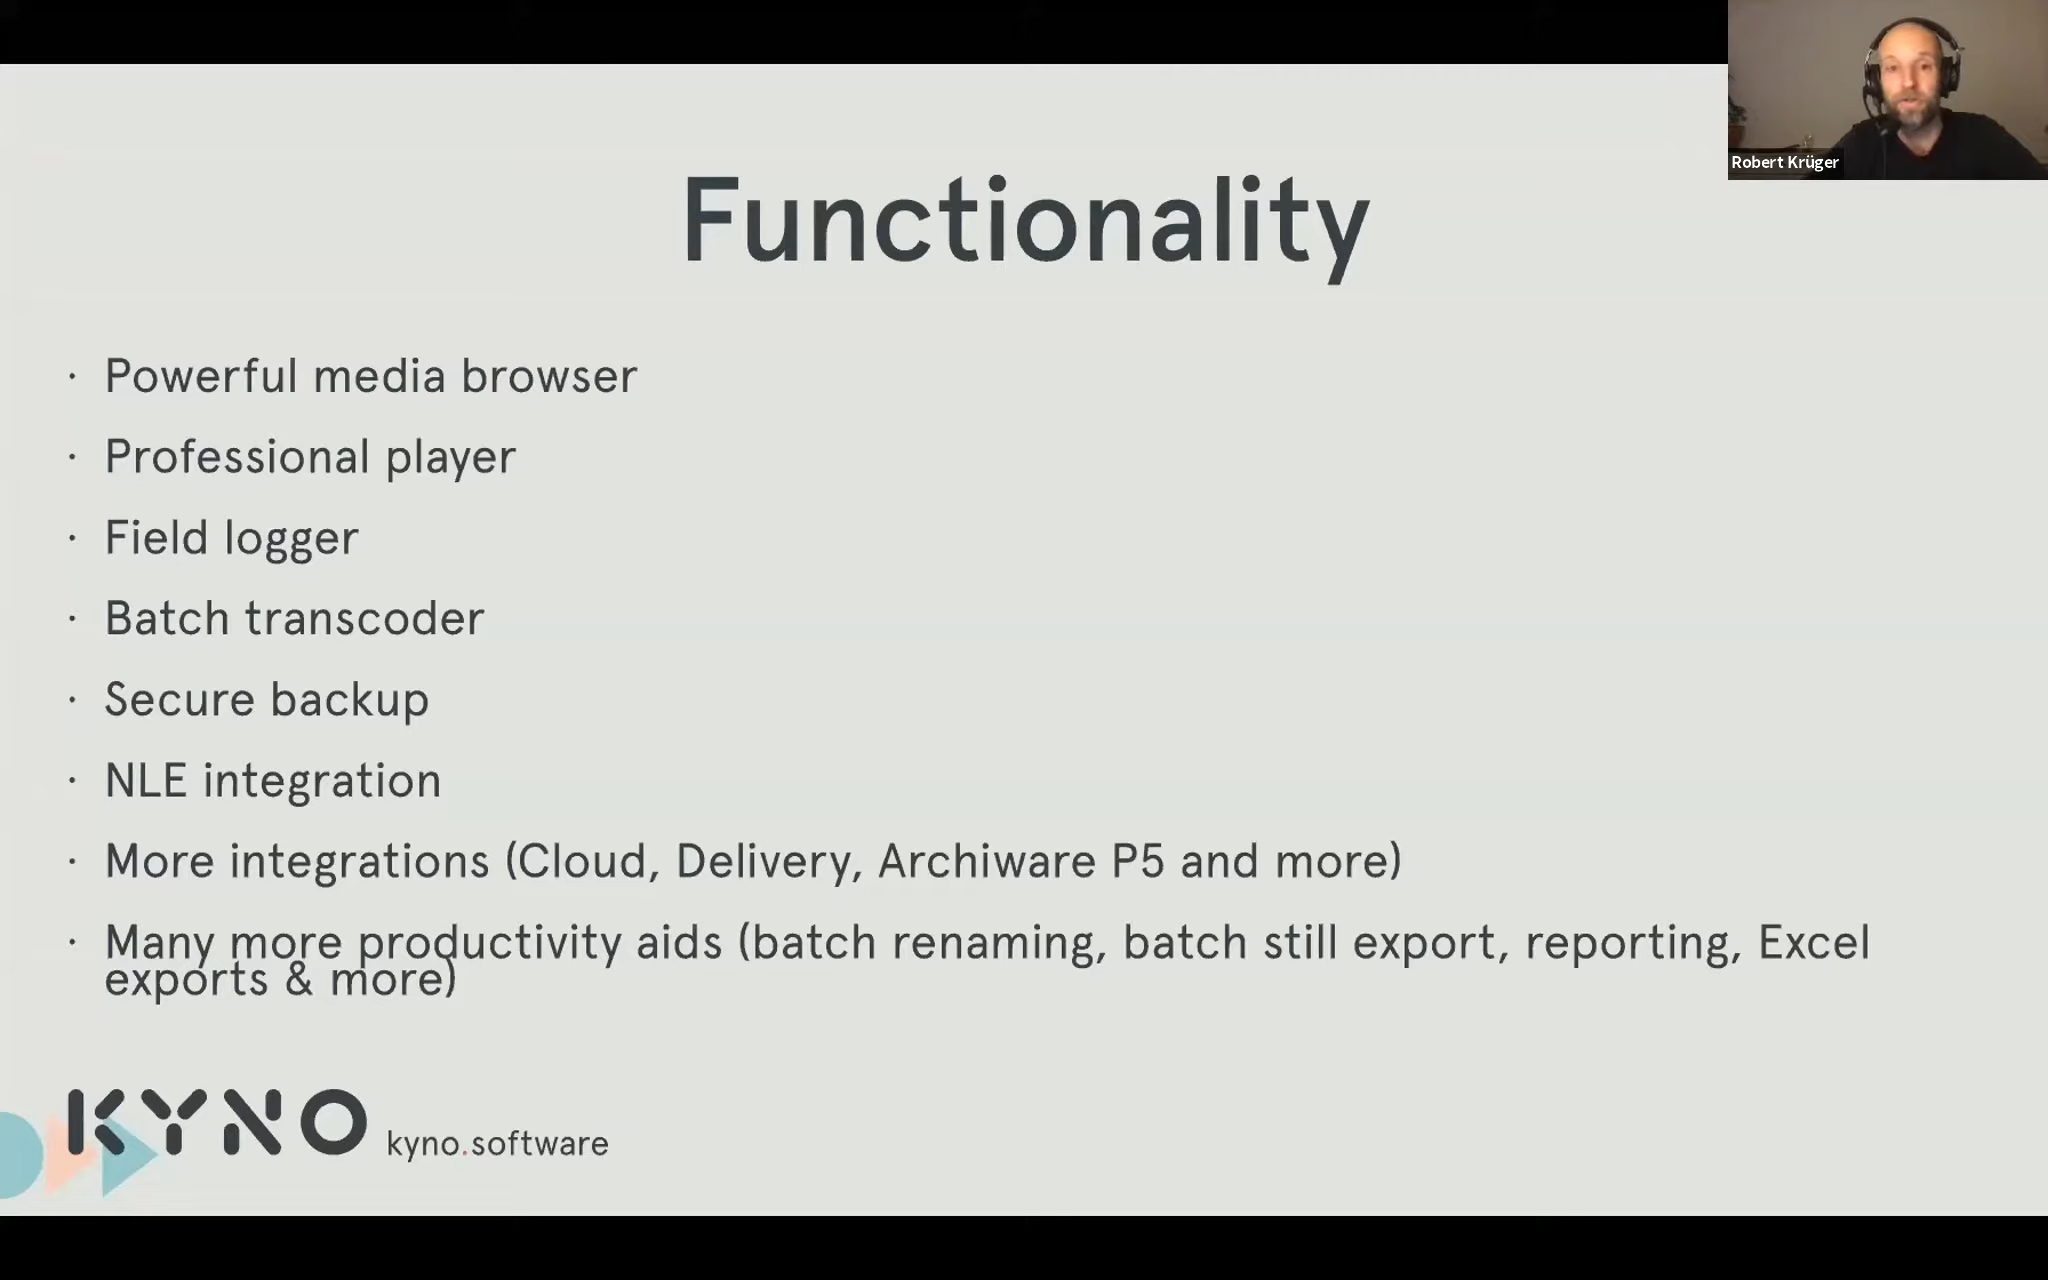 Robert Krüger
Functionality
· Powerful media browser
· Professional player
· Field logger
· Batch transcoder
· Secure backup
· NLE integration
· More integrations (Cloud, Delivery, Archiware P5 and more)
· Many more productivity aids (batch renaming, batch still export, reporting, Excel
exports & more)
KYNO kyno.software